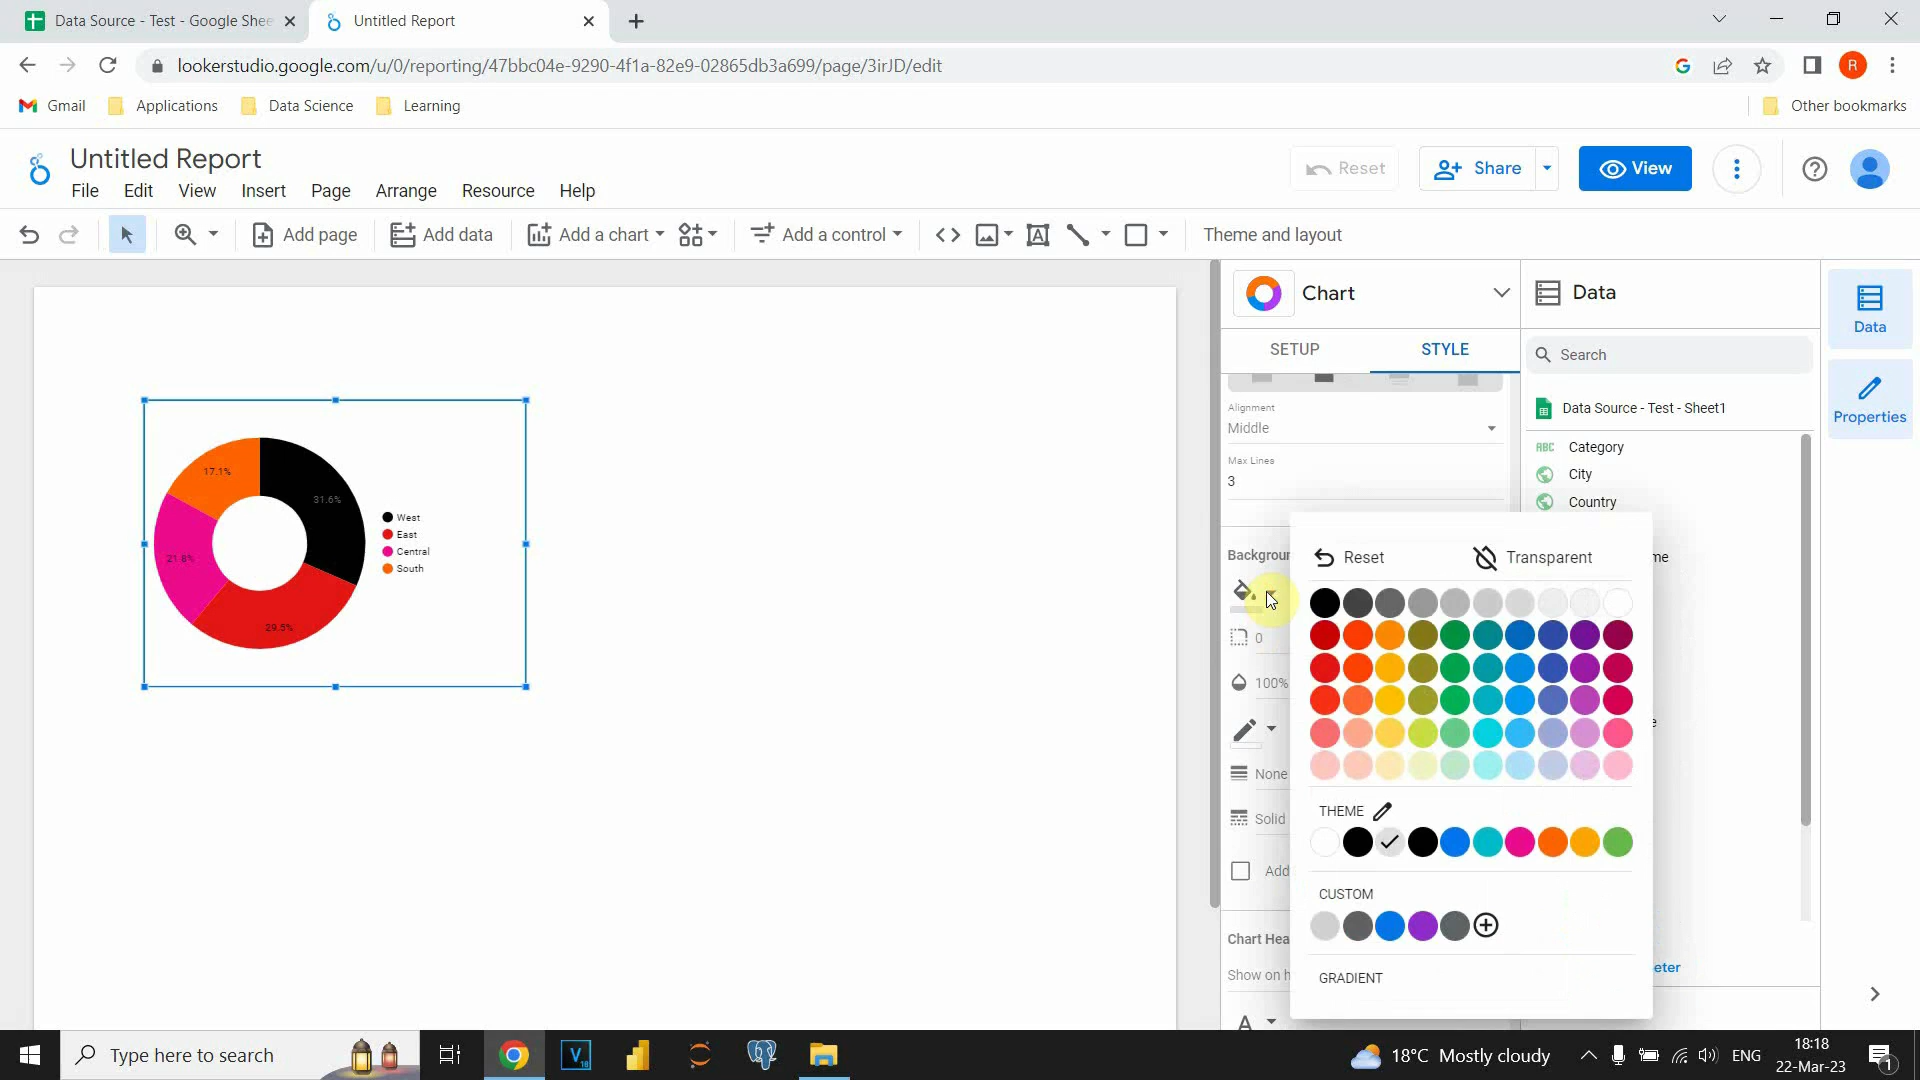 Data Source - Test - Google Shee
Untitled Report
lookerstudio.google.com/u/0/reporting/47bbc04e-9290-4f1a-82e9-02865db3a699/page/3irJD/edit
R
Gmail
Applications
Data Science
Learning
Other bookmarks
Untitled Report
Reset
Share
View
File Edit View Insert Page Arrange Resource Help
Add page
Add data
Add a chart
Add a control
Theme and layout
Chart
Data
SETUP
STYLE
Search
Alignment
Middle
Max Lines
3
Data Source - Test - Sheet1
ABC Category
City
Country
me
Data
Properties
17.1%
31.6%
21.8%
29.5%
West
East
Central
South
Backgroun
Reset
Transparent
0
100%
None
Solid
Add
THEME
CUSTOM
GRADIENT
Chart Hea
Show on h
A
e
eter
Type here to search
V
18°C Mostly cloudy
ENG
18:18
22-Mar-23
1